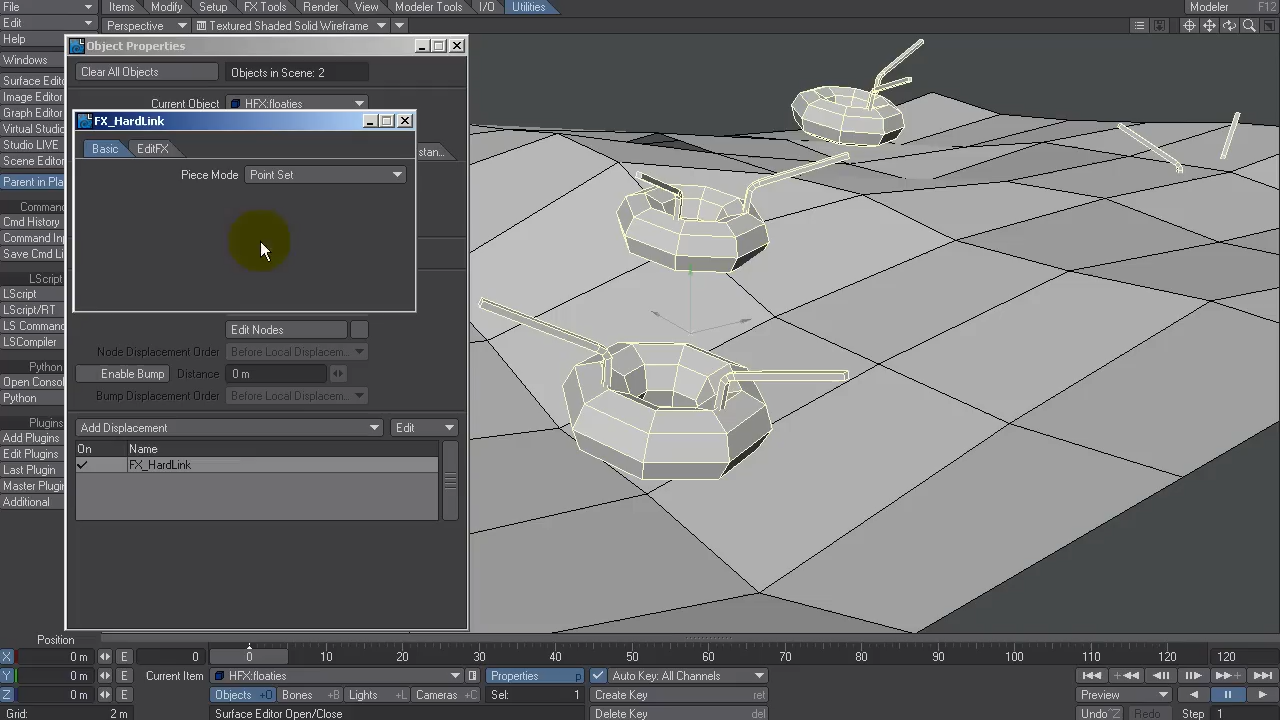 File Items Modify Setup FX Tools Render View Modeler Tools I/O Utilities Modeler F12
Edit Perspective Textured Shaded Solid Wireframe
Help
Windows
Surface Edit
Image Editor
Graph Editor
Virtual Studio
Studio LIVE
Scene Editor
Parent in Pla
Comman
Cmd History
Command Inp
Save Cmd Li
LScript
LScript
LScript/RT
LS Command
LSCompiler
Python
Open Consol
Python
Plugins
Add Plugins
Edit Plugins
Last Plugin
Master Plugin
Additional
Object Properties
Clear All Objects Objects in Scene: 2
Current Object HFX:floaties
FX_HardLink
Basic EditFX
stan...
Piece Mode Point Set
Edit Nodes
Node Displacement Order Before Local Displacem...
Enable Bump Distance 0 m
Bump Displacement Order Before Local Displacem...
Add Displacement Edit
On Name
FX_HardLink
Position
X 0 m E 0 0 10 20 30 40 50 60 70 80 90 100 110 120 120
Y 0 m E Current Item HFX:floaties Properties p Auto Key: All Channels
Z 0 m E Objects +O Bones +B Lights +L Cameras +C Sel: 1 Create Key ret Preview
Grid: 2 m Surface Editor Open/Close Delete Key del Undo ^Z Redo Step 1